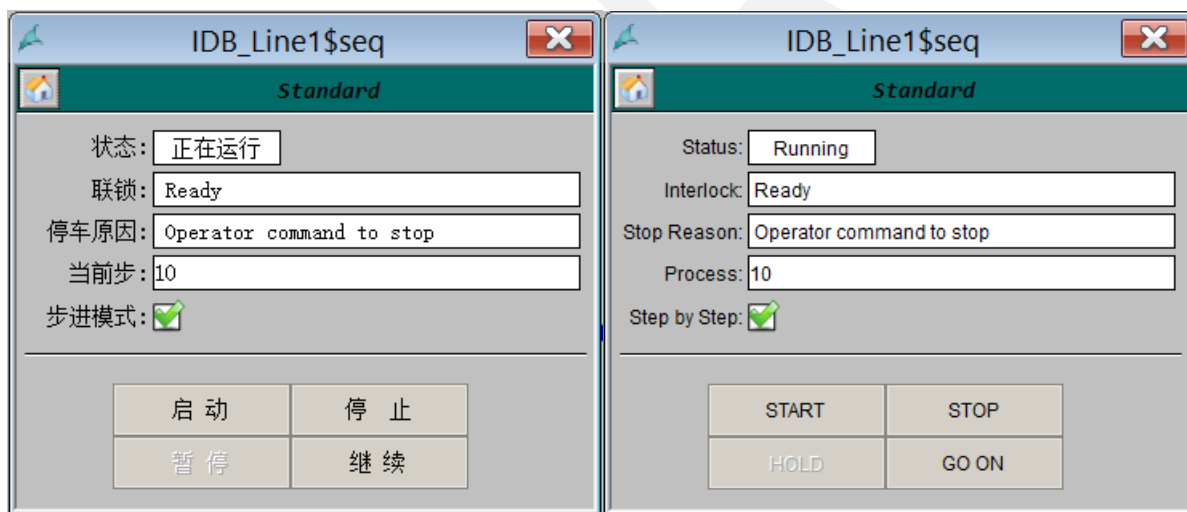 IDB_Line1$seq
Standard
状态: 正在运行
联锁: Ready
停车原因: Operator command to stop
当前步: 10
步进模式:
启 动 停 止
暂 停 继 续
IDB_Line1$seq
Standard
Status: Running
Interlock: Ready
Stop Reason: Operator command to stop
Process: 10
Step by Step:
START STOP
HOLD GO ON